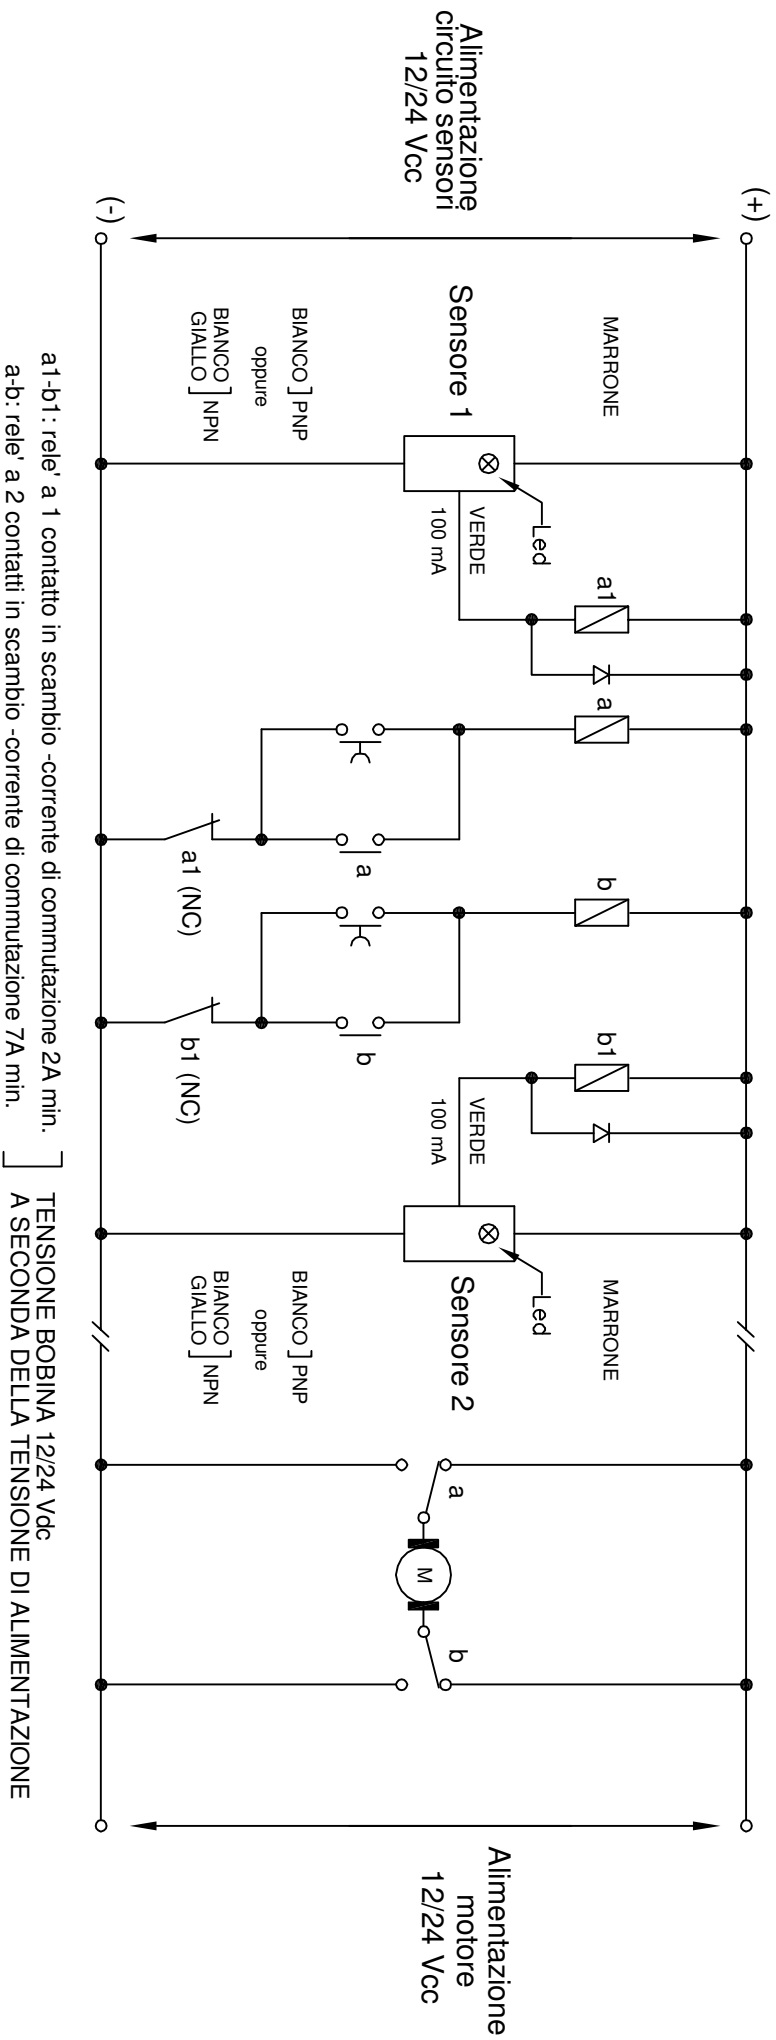 Alimentazione
circuito sensori
12/24 Vcc
(+)
(-)
MARRONE
Sensore 1
BIANCO ] PNP
oppure
BIANCO
GIALLO ] NPN
Led
VERDE
100 mA
a1
a
a
a1 (NC)
b
b
b1 (NC)
b1
VERDE
100 mA
Led
MARRONE
Sensore 2
BIANCO ] PNP
oppure
BIANCO
GIALLO ] NPN
a
M
b
Alimentazione
motore
12/24 Vcc
a1-b1: rele' a 1 contatto in scambio -corrente di commutazione 2A min.
a-b: rele' a 2 contatti in scambio -corrente di commutazione 7A min.
TENSIONE BOBINA 12/24 Vdc
A SECONDA DELLA TENSIONE DI ALIMENTAZIONE